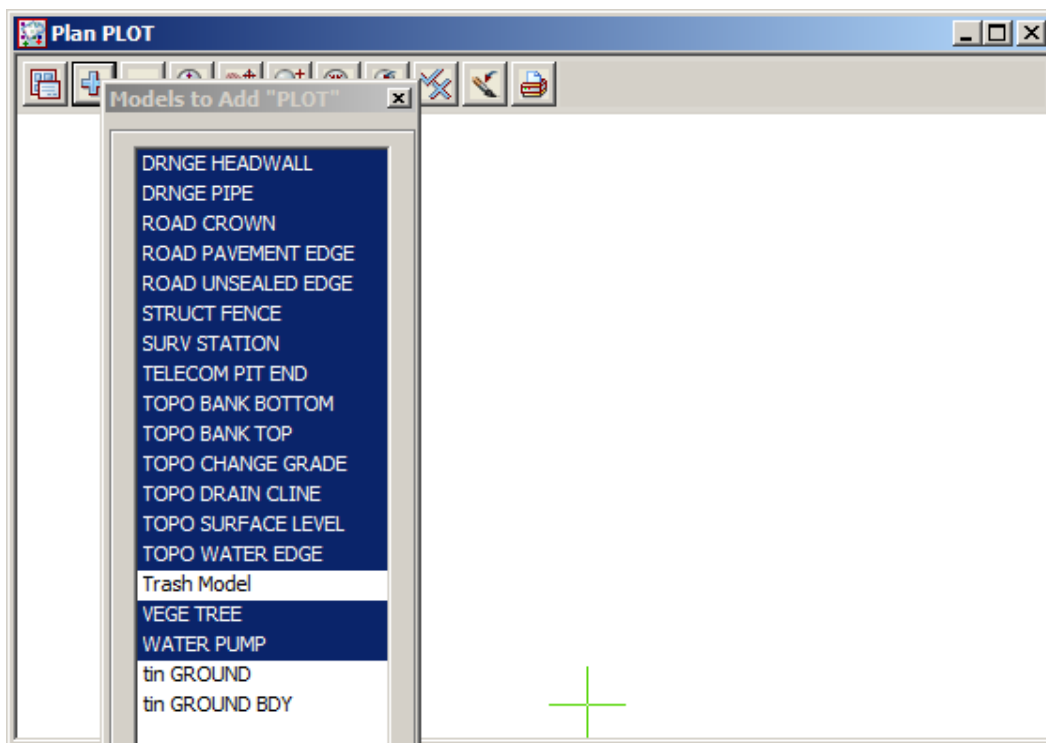 Plan PLOT
Models to Add "PLOT"
DRNGE HEADWALL
DRNGE PIPE
ROAD CROWN
ROAD PAVEMENT EDGE
ROAD UNSEALED EDGE
STRUCT FENCE
SURV STATION
TELECOM PIT END
TOPO BANK BOTTOM
TOPO BANK TOP
TOPO CHANGE GRADE
TOPO DRAIN CLINE
TOPO SURFACE LEVEL
TOPO WATER EDGE
Trash Model
VEGE TREE
WATER PUMP
tin GROUND
tin GROUND BDY